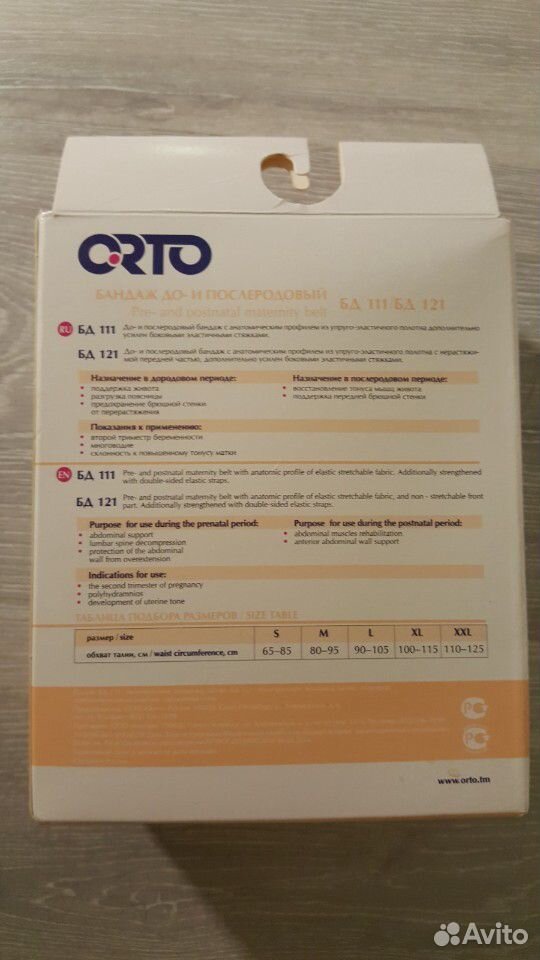 ORTO
БАНДАЖ ДО- И ПОСЛЕРОДОВЫЙ
Pre- and postnatal maternity belt
БД 111/БД 121
RU БД 111 До- и послеродовый бандаж с анатомическим профилем из упруго-эластичного полотна дополнительно
усилен боковыми эластичными стяжками.
БД 121 До- и послеродовый бандаж с анатомическим профилем из упруго-эластичного полотна с нерастяжи-
мой передней частью, дополнительно усилен боковыми эластичными стяжками.
Назначение в дородовом периоде:
• поддержка живота
• разгрузка поясницы
• предохранение брюшной стенки
от перерастяжения
Назначение в послеродовом периоде:
• восстановление тонуса мышц живота
• поддержка передней брюшной стенки
Показания к применению:
• второй триместр беременности
• многоводие
• склонность к повышенному тонусу матки
EN БД 111 Pre- and postnatal maternity belt with anatomic profile of elastic stretchable fabric. Additionally strengthened
with double-sided elastic straps.
БД 121 Pre- and postnatal maternity belt with anatomic profile of elastic stretchable fabric, and non - stretchable front
part. Additionally strengthened with double-sided elastic straps.
Purpose for use during the prenatal period:
• abdominal support
• lumbar spine decompression
• protection of the abdominal
wall from overextension
Purpose for use during the postnatal period:
• abdominal muscles rehabilitation
• anterior abdominal wall support
Indications for use:
• the second trimester of pregnancy
• polyhydramnios
• development of uterine tone
ТАБЛИЦА ПОДБОРА РАЗМЕРОВ / SIZE TABLE
размер / size S M L XL XXL
обхват талии, см / waist circumference, cm 65–85 80–95 90–105 100–115 110–125
www.orto.tm
Avito